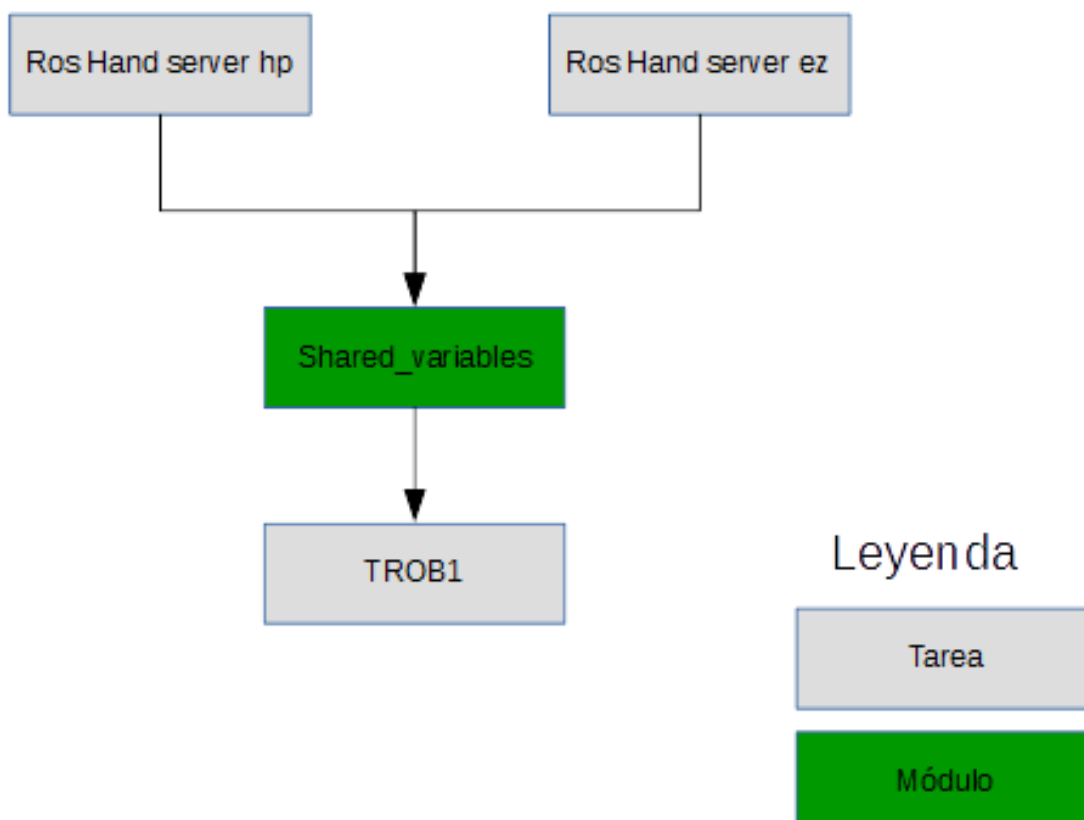 Ros Hand server hp
Ros Hand server ez
Shared_variables
TROB1
Leyenda
Tarea
Módulo